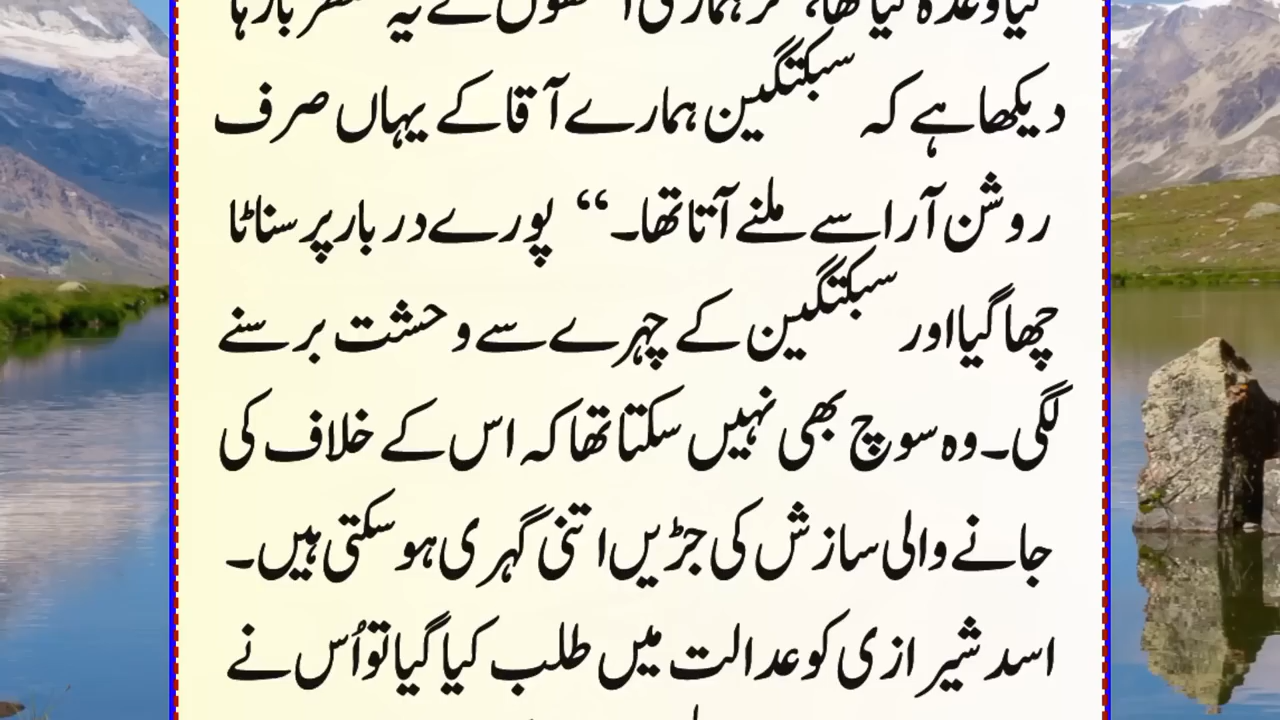 دیکھا ہے کہ سبکتگین ہمارے آقا کے یہاں صرف
روشن آرا سے ملنے آتا تھا۔“ پورے دربار پر سناٹا
چھا گیا اور سبکتگین کے چہرے سے وحشت برسنے
لگی۔ وہ سوچ بھی نہیں سکتا تھا کہ اس کے خلاف کی
جانے والی سازش کی جڑیں اتنی گہری ہو سکتی ہیں۔
اسد شیرازی کو عدالت میں طلب کیا گیا تو اُس نے